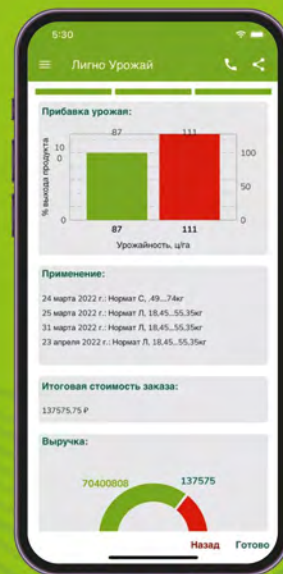 5:30
Лигно Урожай
Прибавка урожая:
87 111
% выхода продукта
10
0
0
100
50
0
87 111
Урожайность, ц/га
Применение:
24 марта 2022 г.: Нормат С, .49...74кг
25 марта 2022 г.: Нормат Л, 18,45...55,35кг
31 марта 2022 г.: Нормат Л, 18,45...55,35кг
23 апреля 2022 г.: Нормат Л, 18,45...55,35кг
Итоговая стоимость заказа:
137575.75 ₽
Выручка:
70400808 137575
Назад Готово